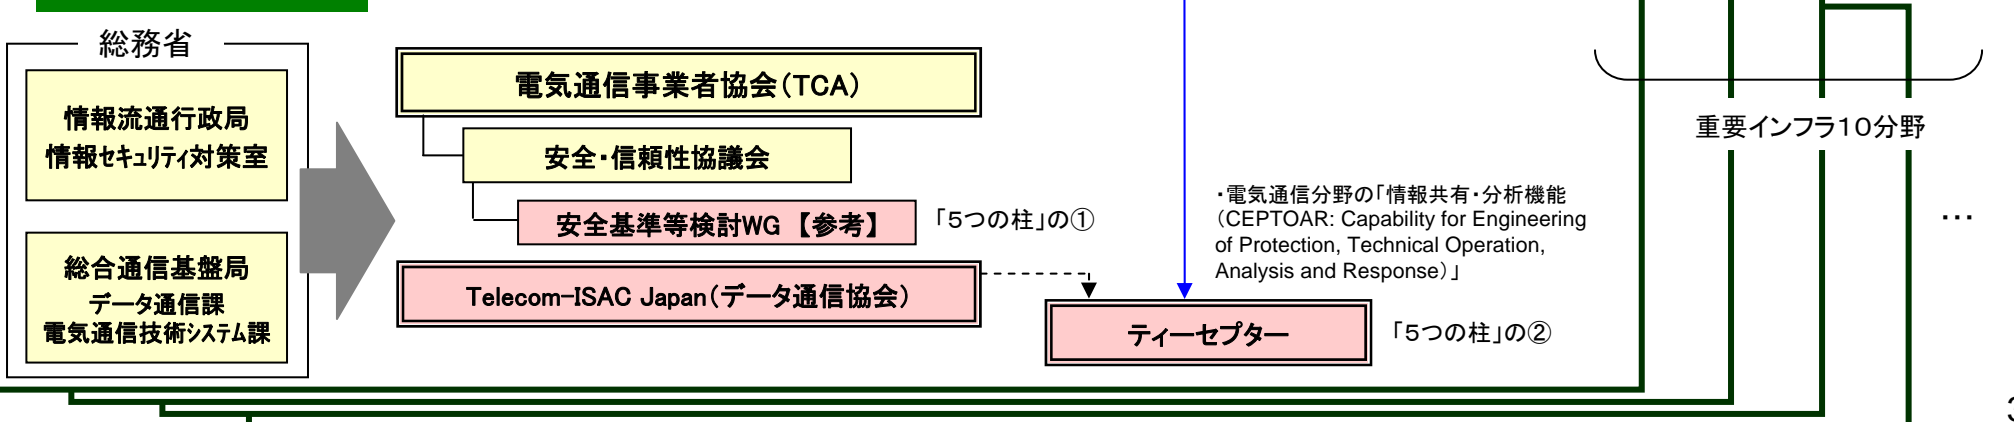 総務省
情報流通行政局
情報セキュリティ対策室
総合通信基盤局
データ通信課
電気通信技術システム課
電気通信事業者協会(TCA)
安全・信頼性協議会
安全基準等検討WG 【参考】
「5つの柱」の①
Telecom-ISAC Japan(データ通信協会)
・電気通信分野の「情報共有・分析機能
(CEPTOAR: Capability for Engineering
of Protection, Technical Operation,
Analysis and Response)」
ティーセプター
「5つの柱」の②
重要インフラ10分野
…